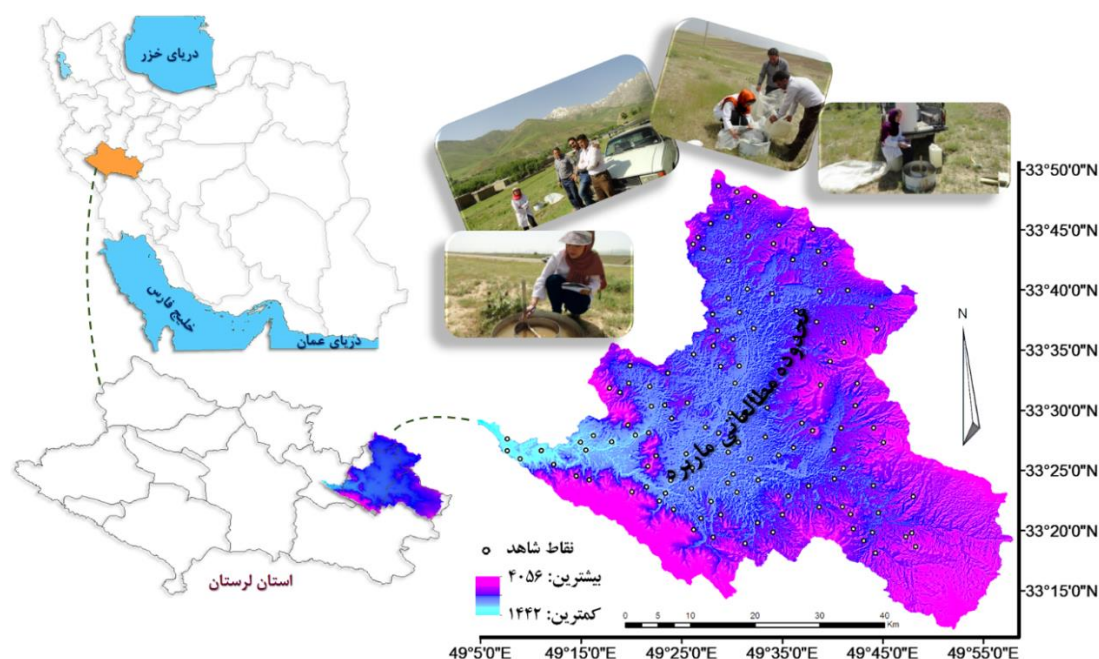 دریای خزر
خلیج فارس
دریای عمان
استان لرستان
محدوده مطالعاتی ماربره
N
33°50'0"N
33°45'0"N
33°40'0"N
33°35'0"N
33°30'0"N
33°25'0"N
33°20'0"N
33°15'0"N
نقاط شاهد
بیشترین: ۴۰۵۶
کمترین: ۱۴۴۲
0 5 10 20 30 40
Km
49°5'0"E 49°15'0"E 49°25'0"E 49°35'0"E 49°45'0"E 49°55'0"E